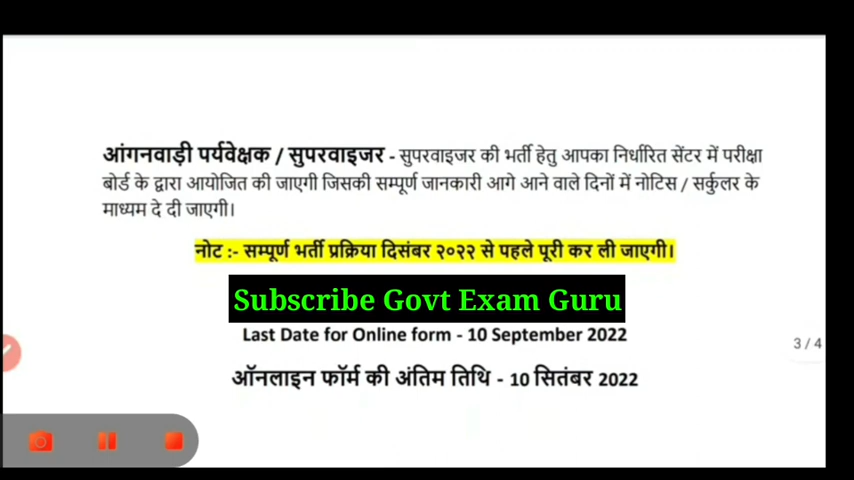 आंगनवाड़ी पर्यवेक्षक / सुपरवाइजर - सुपरवाइजर की भर्ती हेतु आपका निर्धारित सेंटर में परीक्षा
बोर्ड के द्वारा आयोजित की जाएगी जिसकी सम्पूर्ण जानकारी आगे आने वाले दिनों में नोटिस / सर्कुलर के
माध्यम दे दी जाएगी।
नोट :- सम्पूर्ण भर्ती प्रक्रिया दिसंबर २०२२ से पहले पूरी कर ली जाएगी।
Subscribe Govt Exam Guru
Last Date for Online form - 10 September 2022
3 / 4
ऑनलाइन फॉर्म की अंतिम तिथि - 10 सितंबर 2022